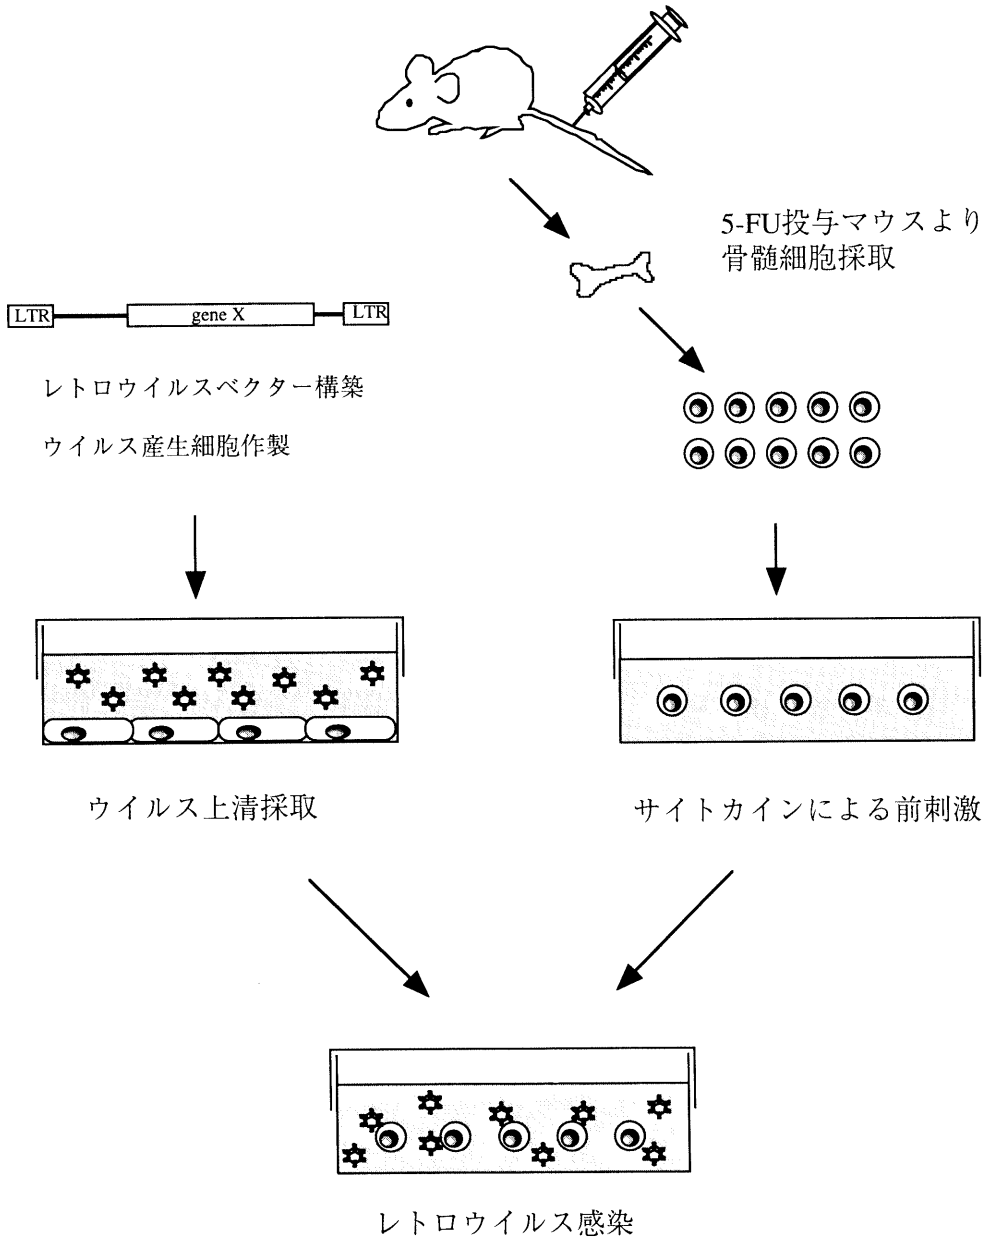 5-FU投与マウスより
骨髄細胞採取
LTR gene X LTR
レトロウイルスベクター構築
ウイルス産生細胞作製
ウイルス上清採取
サイトカインによる前刺激
レトロウイルス感染